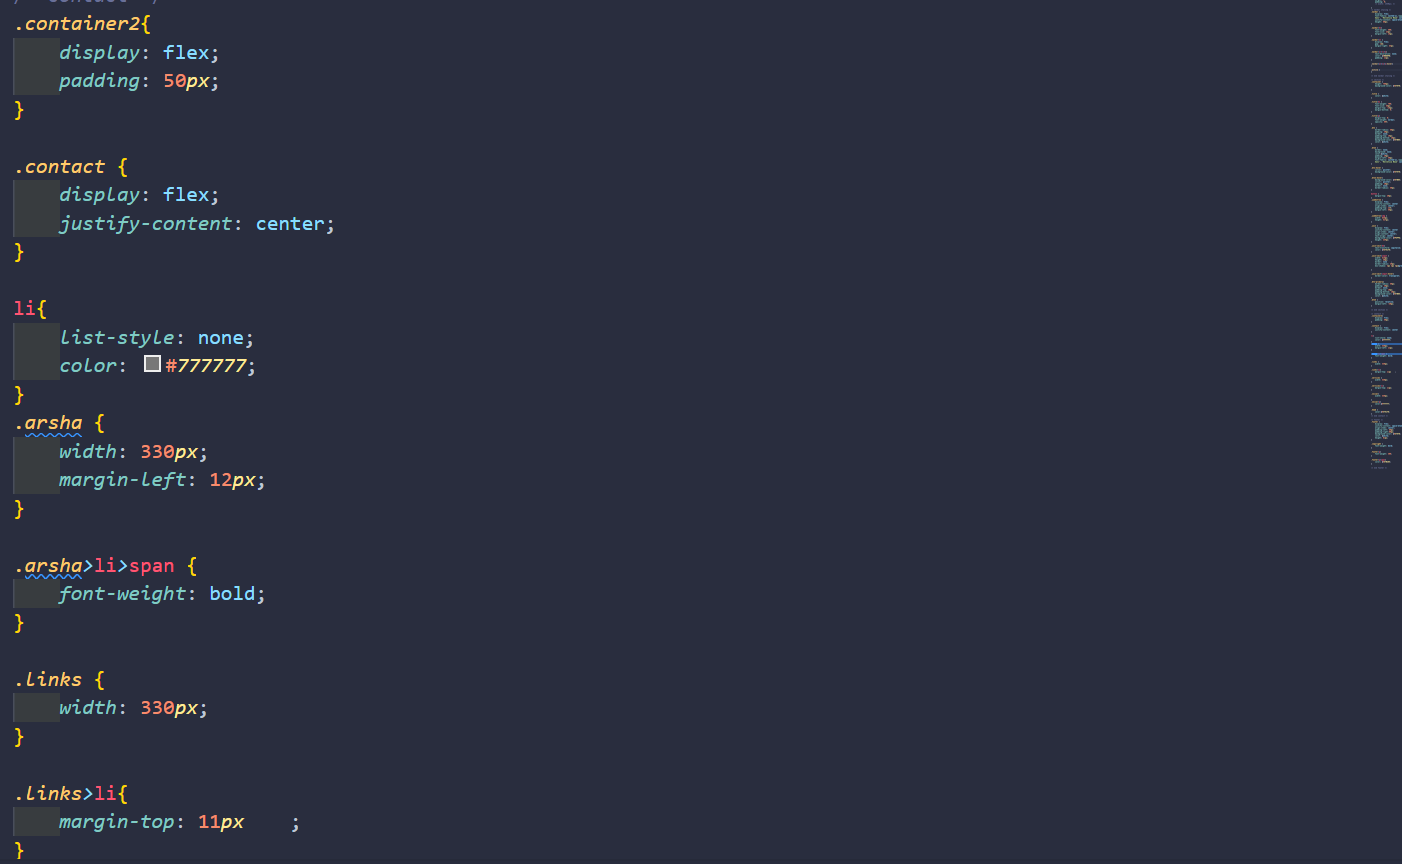 .container2{
    display: flex;
    padding: 50px;
}

.contact {
    display: flex;
    justify-content: center;
}

li{
    list-style: none;
    color: #777777;
}
.arsha {
    width: 330px;
    margin-left: 12px;
}

.arsha>li>span {
    font-weight: bold;
}

.links {
    width: 330px;
}

.links>li{
    margin-top: 11px    ;
}